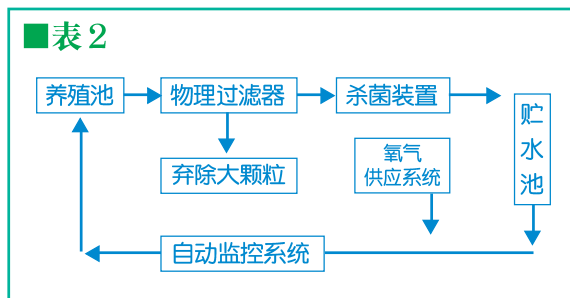 ■表2
养殖池
物理过滤器
杀菌装置
贮水池
弃除大颗粒
氧气
供应系统
自动监控系统